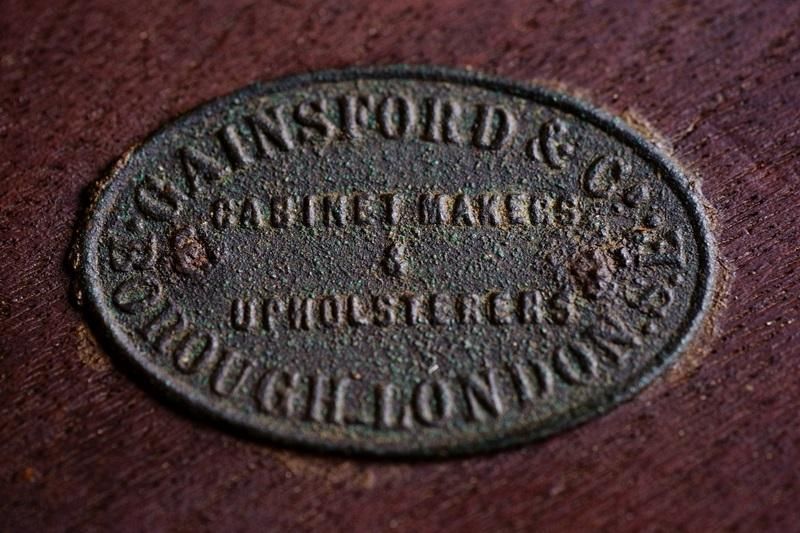 GAINSFORD & Co
CABINET MAKERS
&
UPHOLSTERERS
BOROUGH, LONDON. S.E.